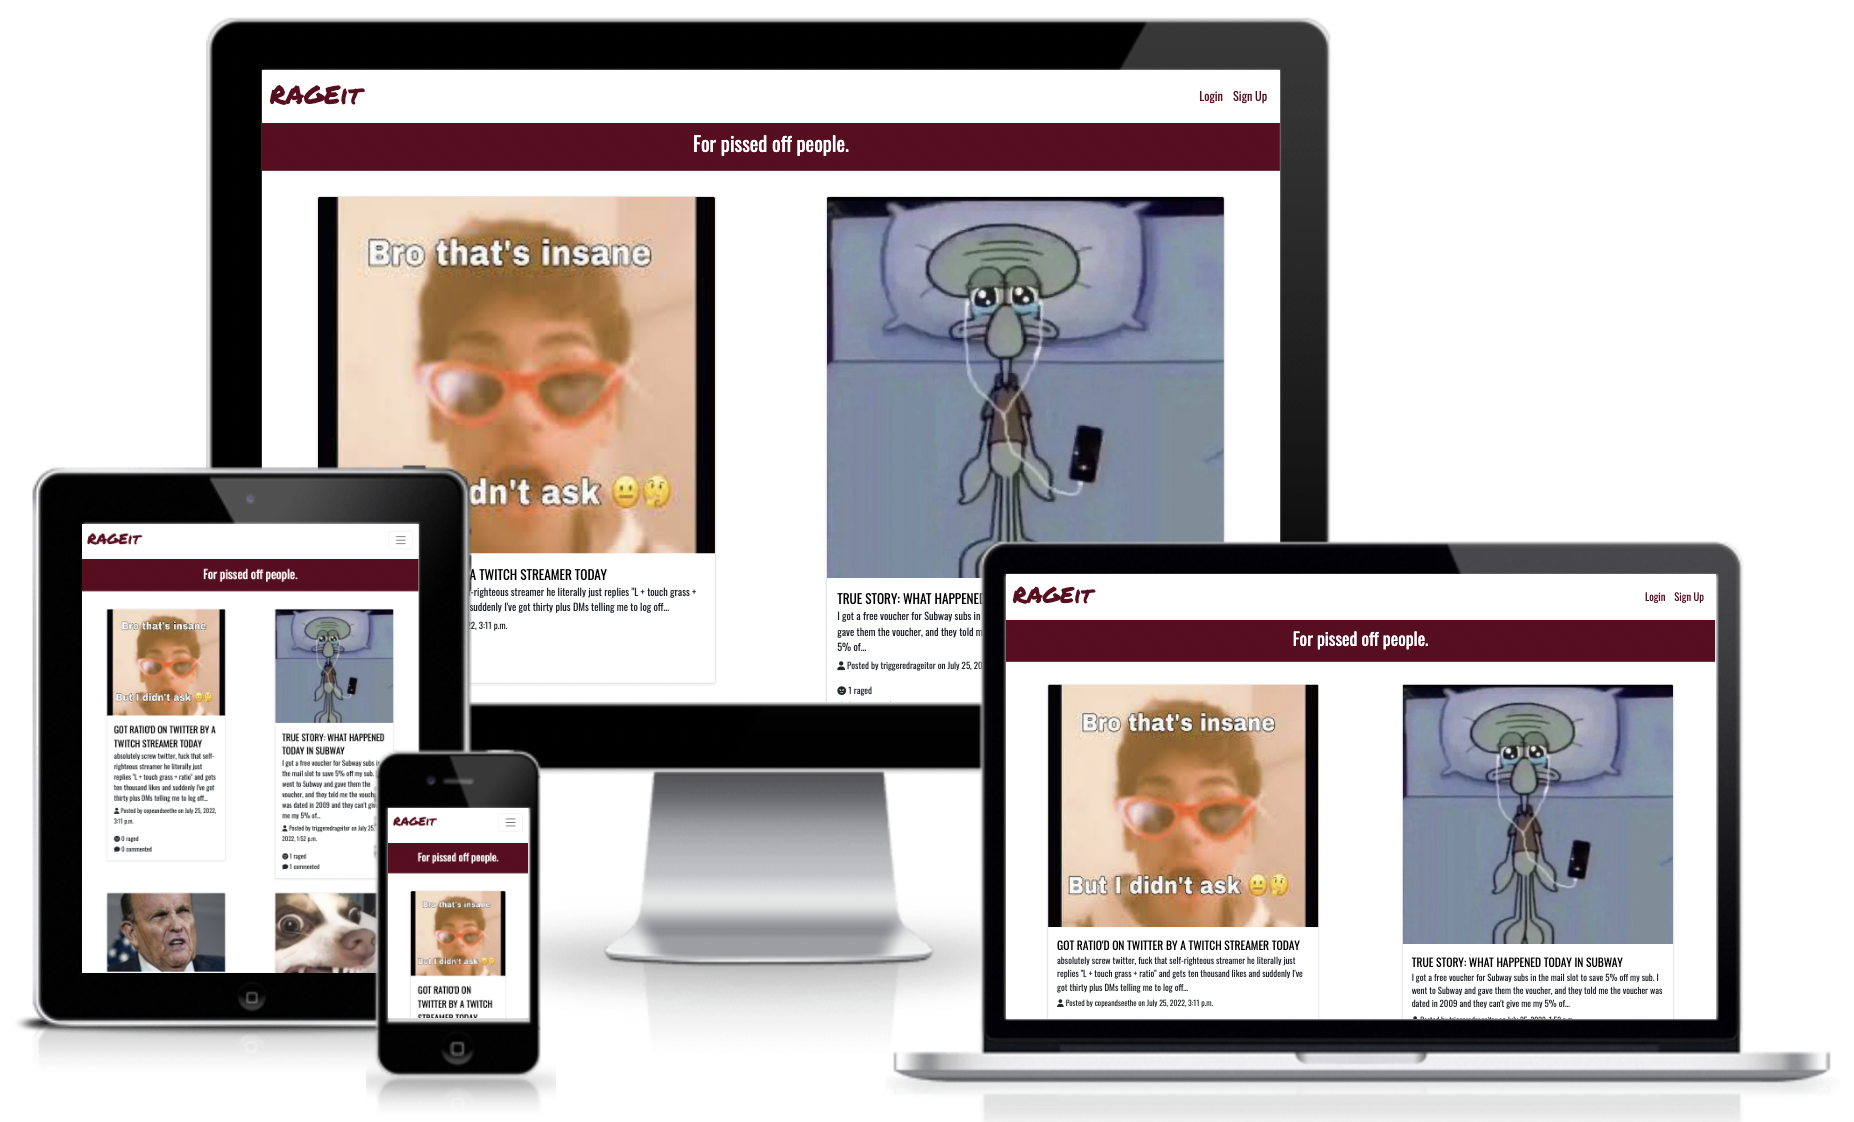 RAGEIT
Login Sign Up
For pissed off people.
Bro that's insane
dn't ask 😐🤔
A TWITCH STREAMER TODAY
-righteous streamer he literally just replies "L + touch grass +
suddenly I've got thirty plus DMs telling me to log off...
2, 3:11 p.m.
TRUE STORY: WHAT HAPPENED
I got a free voucher for Subway subs in
gave them the voucher, and they told m
5% of...
Posted by triggeredrageitor on July 25, 20
1 raged
RAGEIT
For pissed off people.
Bro that's insane
But I didn't ask 😐🤔
GOT RATIO'D ON TWITTER BY A
TWITCH STREAMER TODAY
absolutely screw twitter, fuck that self-
righteous streamer he literally just
replies "L + touch grass + ratio" and gets
ten thousand likes and suddenly I've got
thirty plus DMs telling me to log off...
Posted by copeandseethe on July 25, 2022,
3:11 p.m.
0 raged
0 commented
TRUE STORY: WHAT HAPPENED
TODAY IN SUBWAY
I got a free voucher for Subway subs in
the mail slot to save 5% off my sub. I
went to Subway and gave them the
voucher, and they told me the vouch
was dated in 2009 and they can't giv
me my 5% of...
Posted by triggeredrageitor on July 25,
2022, 1:52 p.m.
1 raged
1 commented
RAGEIT
For pissed off people.
Bro that's insane
But I didn't ask 😐🤔
GOT RATIO'D ON
TWITTER BY A TWITCH
STREAMER TODAY
RAGEIT
Login Sign Up
For pissed off people.
Bro that's insane
But I didn't ask 😐🤔
GOT RATIO'D ON TWITTER BY A TWITCH STREAMER TODAY
absolutely screw twitter, fuck that self-righteous streamer he literally just
replies "L + touch grass + ratio" and gets ten thousand likes and suddenly I've
got thirty plus DMs telling me to log off...
Posted by copeandseethe on July 25, 2022, 3:11 p.m.
TRUE STORY: WHAT HAPPENED TODAY IN SUBWAY
I got a free voucher for Subway subs in the mail slot to save 5% off my sub. I
went to Subway and gave them the voucher, and they told me the voucher was
dated in 2009 and they can't give me my 5% of...
Posted by triggeredrageitor on July 25, 2022, 1:52 p.m.